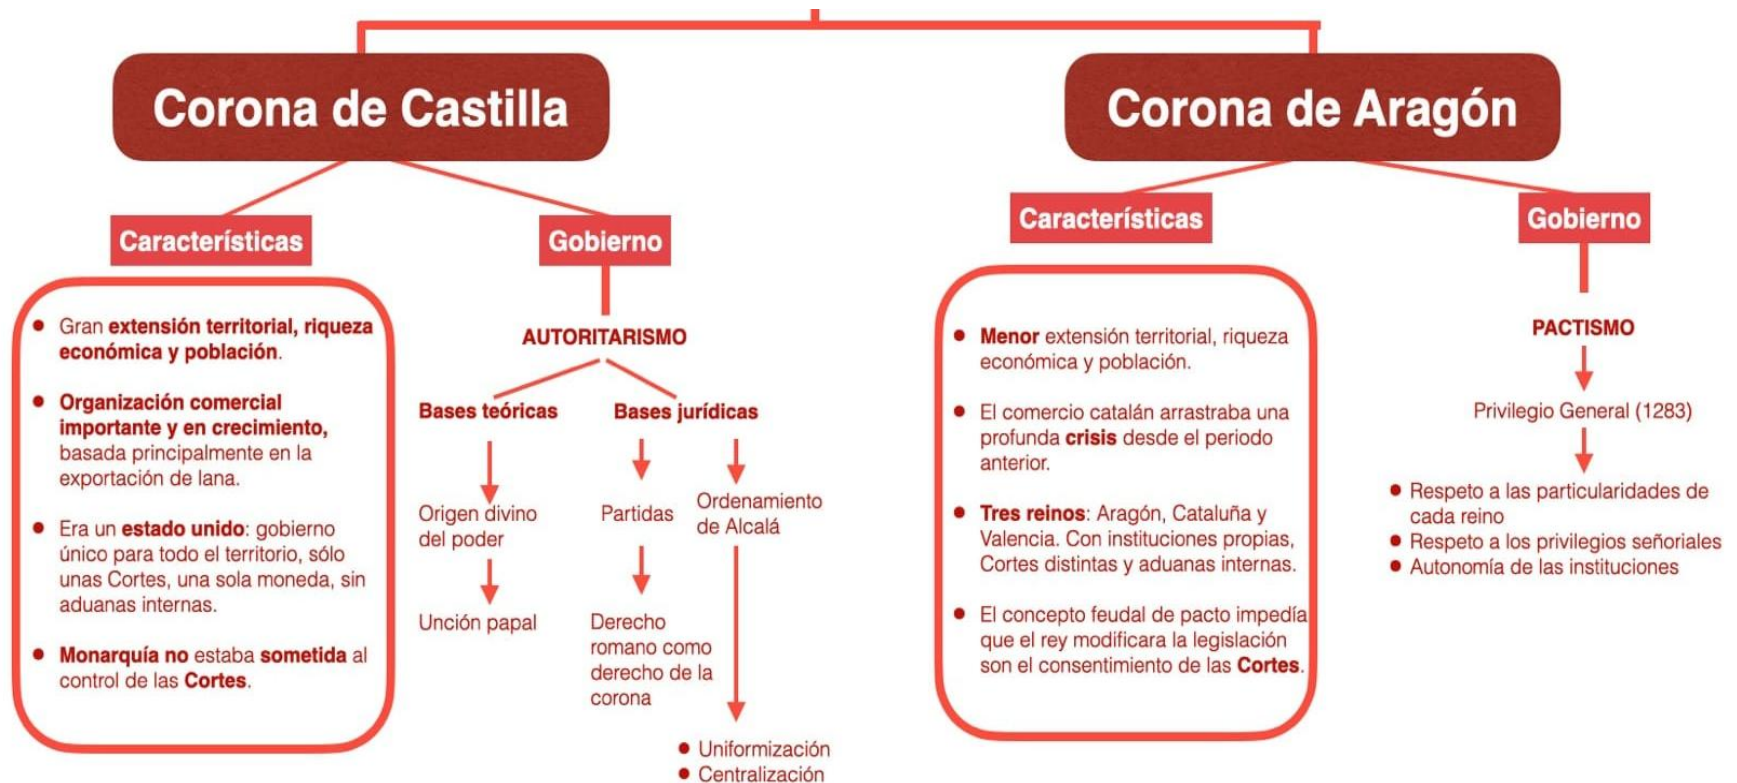 Corona de Castilla
Características
● Gran extensión territorial, riqueza
económica y población.
● Organización comercial
importante y en crecimiento,
basada principalmente en la
exportación de lana.
● Era un estado unido: gobierno
único para todo el territorio, sólo
unas Cortes, una sola moneda, sin
aduanas internas.
● Monarquía no estaba sometida al
control de las Cortes.
Gobierno
AUTORITARISMO
Bases teóricas
Origen divino
del poder
Unción papal
Bases jurídicas
Partidas
Derecho
romano como
derecho de la
corona
Ordenamiento
de Alcalá
● Uniformización
● Centralización
Corona de Aragón
Características
● Menor extensión territorial, riqueza
económica y población.
● El comercio catalán arrastraba una
profunda crisis desde el periodo
anterior.
● Tres reinos: Aragón, Cataluña y
Valencia. Con instituciones propias,
Cortes distintas y aduanas internas.
● El concepto feudal de pacto impedía
que el rey modificara la legislación
son el consentimiento de las Cortes.
Gobierno
PACTISMO
Privilegio General (1283)
● Respeto a las particularidades de
cada reino
● Respeto a los privilegios señoriales
● Autonomía de las instituciones